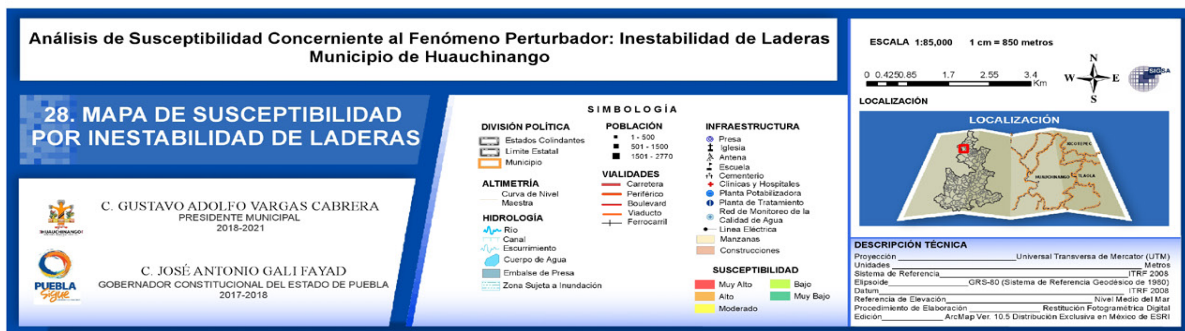 Análisis de Susceptibilidad Concerniente al Fenómeno Perturbador: Inestabilidad de Laderas
Municipio de Huauchinango
28. MAPA DE SUSCEPTIBILIDAD
POR INESTABILIDAD DE LADERAS
HUAUCHINANGO
C. GUSTAVO ADOLFO VARGAS CABRERA
PRESIDENTE MUNICIPAL
2018-2021
PUEBLA
Sigue
C. JOSÉ ANTONIO GALI FAYAD
GOBERNADOR CONSTITUCIONAL DEL ESTADO DE PUEBLA
2017-2018
SIMBOLOGÍA
DIVISIÓN POLÍTICA
Estados Colindantes
Limite Estatal
Municipio
ALTIMETRÍA
Curva de Nivel
Maestra
HIDROLOGÍA
Río
Canal
Escurrimiento
Cuerpo de Agua
Embalse de Presa
Zona Sujeta a Inundación
POBLACIÓN
1 - 500
501 - 1500
1501 - 2770
VIALIDADES
Carretera
Periférico
Boulevard
Viaducto
Ferrocarril
INFRAESTRUCTURA
Presa
Iglesia
Antena
Escuela
Cementerio
Clínicas y Hospitales
Planta Potabilizadora
Planta de Tratamiento
Red de Monitoreo de la
Calidad de Agua
Línea Eléctrica
Manzanas
Construcciones
SUSCEPTIBILIDAD
Muy Alto
Alto
Moderado
Bajo
Muy Bajo
ESCALA 1:85,000 1 cm = 850 metros
0 0.425 0.85 1.7 2.55 3.4
Km
N
W E
S
SIGSA
LOCALIZACIÓN
LOCALIZACIÓN
HUAUCHINANGO
TLAOLA
DESCRIPCIÓN TÉCNICA
Proyección Universal Transversa de Mercator (UTM)
Unidades Metros
Sistema de Referencia ITRF 2008
Elipsoide GRS-80 (Sistema de Referencia Geodésico de 1980)
Datum ITRF 2008
Referencia de Elevación Nivel Medio del Mar
Procedimiento de Elaboración Restitución Fotogramétrica Digital
Edición ArcMap Ver. 10.5 Distribución Exclusiva en México de ESRI